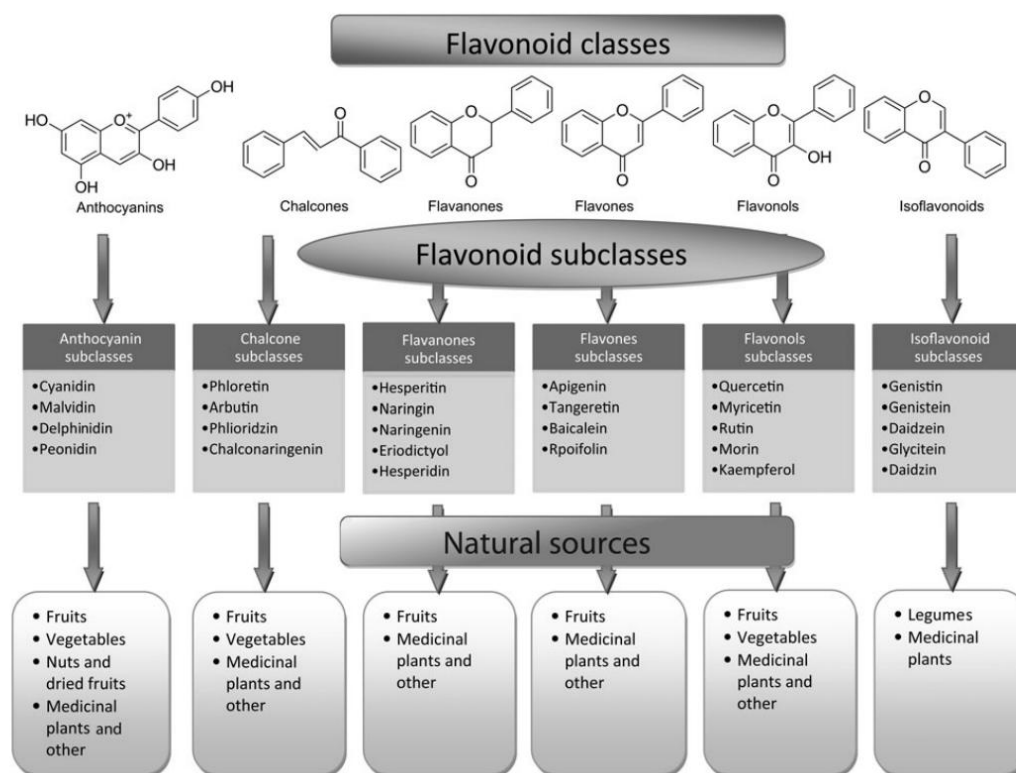 Flavonoid classes
OH
HO
O+
OH
OH
Anthocyanins
O
Chalcones
O
O
Flavanones
O
O
Flavones
O
OH
O
Flavonols
O
O
Isoflavonoids
Flavonoid subclasses
Anthocyanin
subclasses
•Cyanidin
•Malvidin
•Delphinidin
•Peonidin
Chalcone
subclasses
•Phloretin
•Arbutin
•Phlioridzin
•Chalconaringenin
Flavanones
subclasses
•Hesperitin
•Naringin
•Naringenin
•Eriodictyol
•Hesperidin
Flavones
subclasses
•Apigenin
•Tangeretin
•Baicalein
•Rpoifolin
Flavonols
subclasses
•Quercetin
•Myricetin
•Rutin
•Morin
•Kaempferol
Isoflavonoid
subclasses
•Genistin
•Genistein
•Daidzein
•Glycitein
•Daidzin
Natural sources
• Fruits
• Vegetables
• Nuts and
dried fruits
• Medicinal
plants and
other
• Fruits
• Vegetables
• Medicinal
plants and
other
• Fruits
• Medicinal
plants and
other
• Fruits
• Medicinal
plants and
other
• Fruits
• Vegetables
• Medicinal
plants and
other
• Legumes
• Medicinal
plants